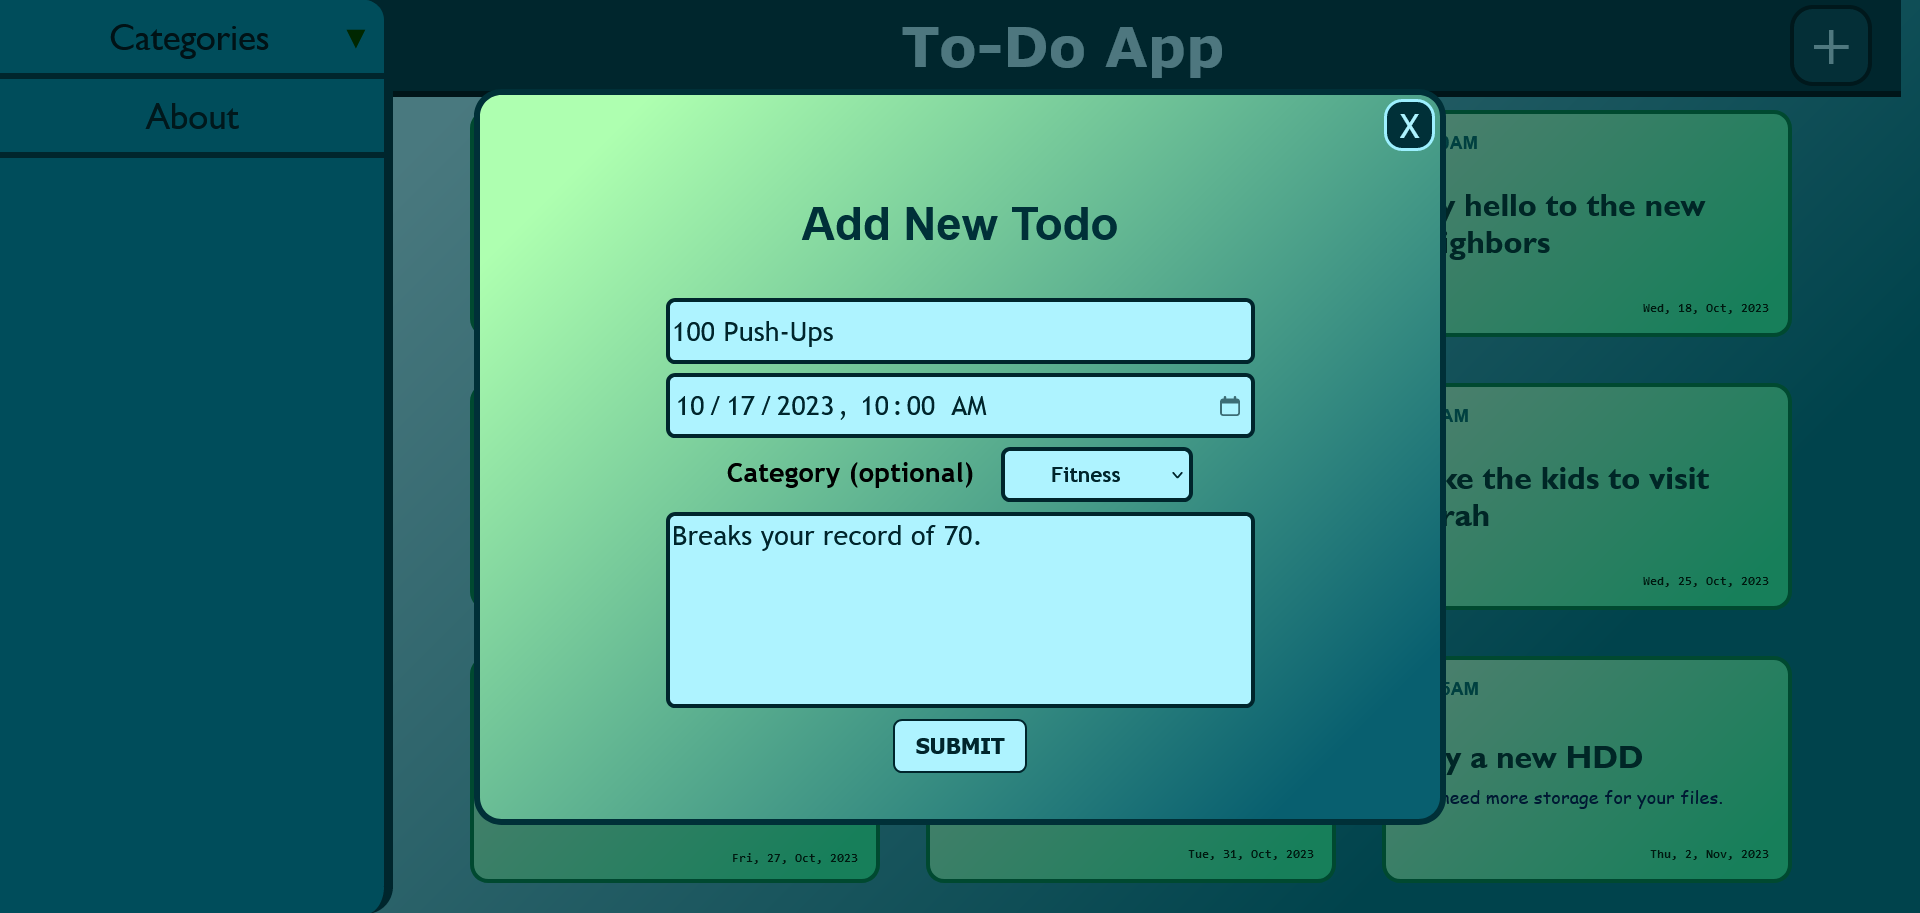 Categories ▼
About
To-Do App
+
X
Add New Todo
100 Push-Ups
10/17/2023, 10:00 AM
Category (optional) Fitness
Breaks your record of 70.
SUBMIT
AM
hello to the new
Wed, 18, Oct, 2023
AM
the kids to visit
Wed, 25, Oct, 2023
AM
a new HDD
need more storage for your files.
Fri, 27, Oct, 2023
Tue, 31, Oct, 2023
Thu, 2, Nov, 2023